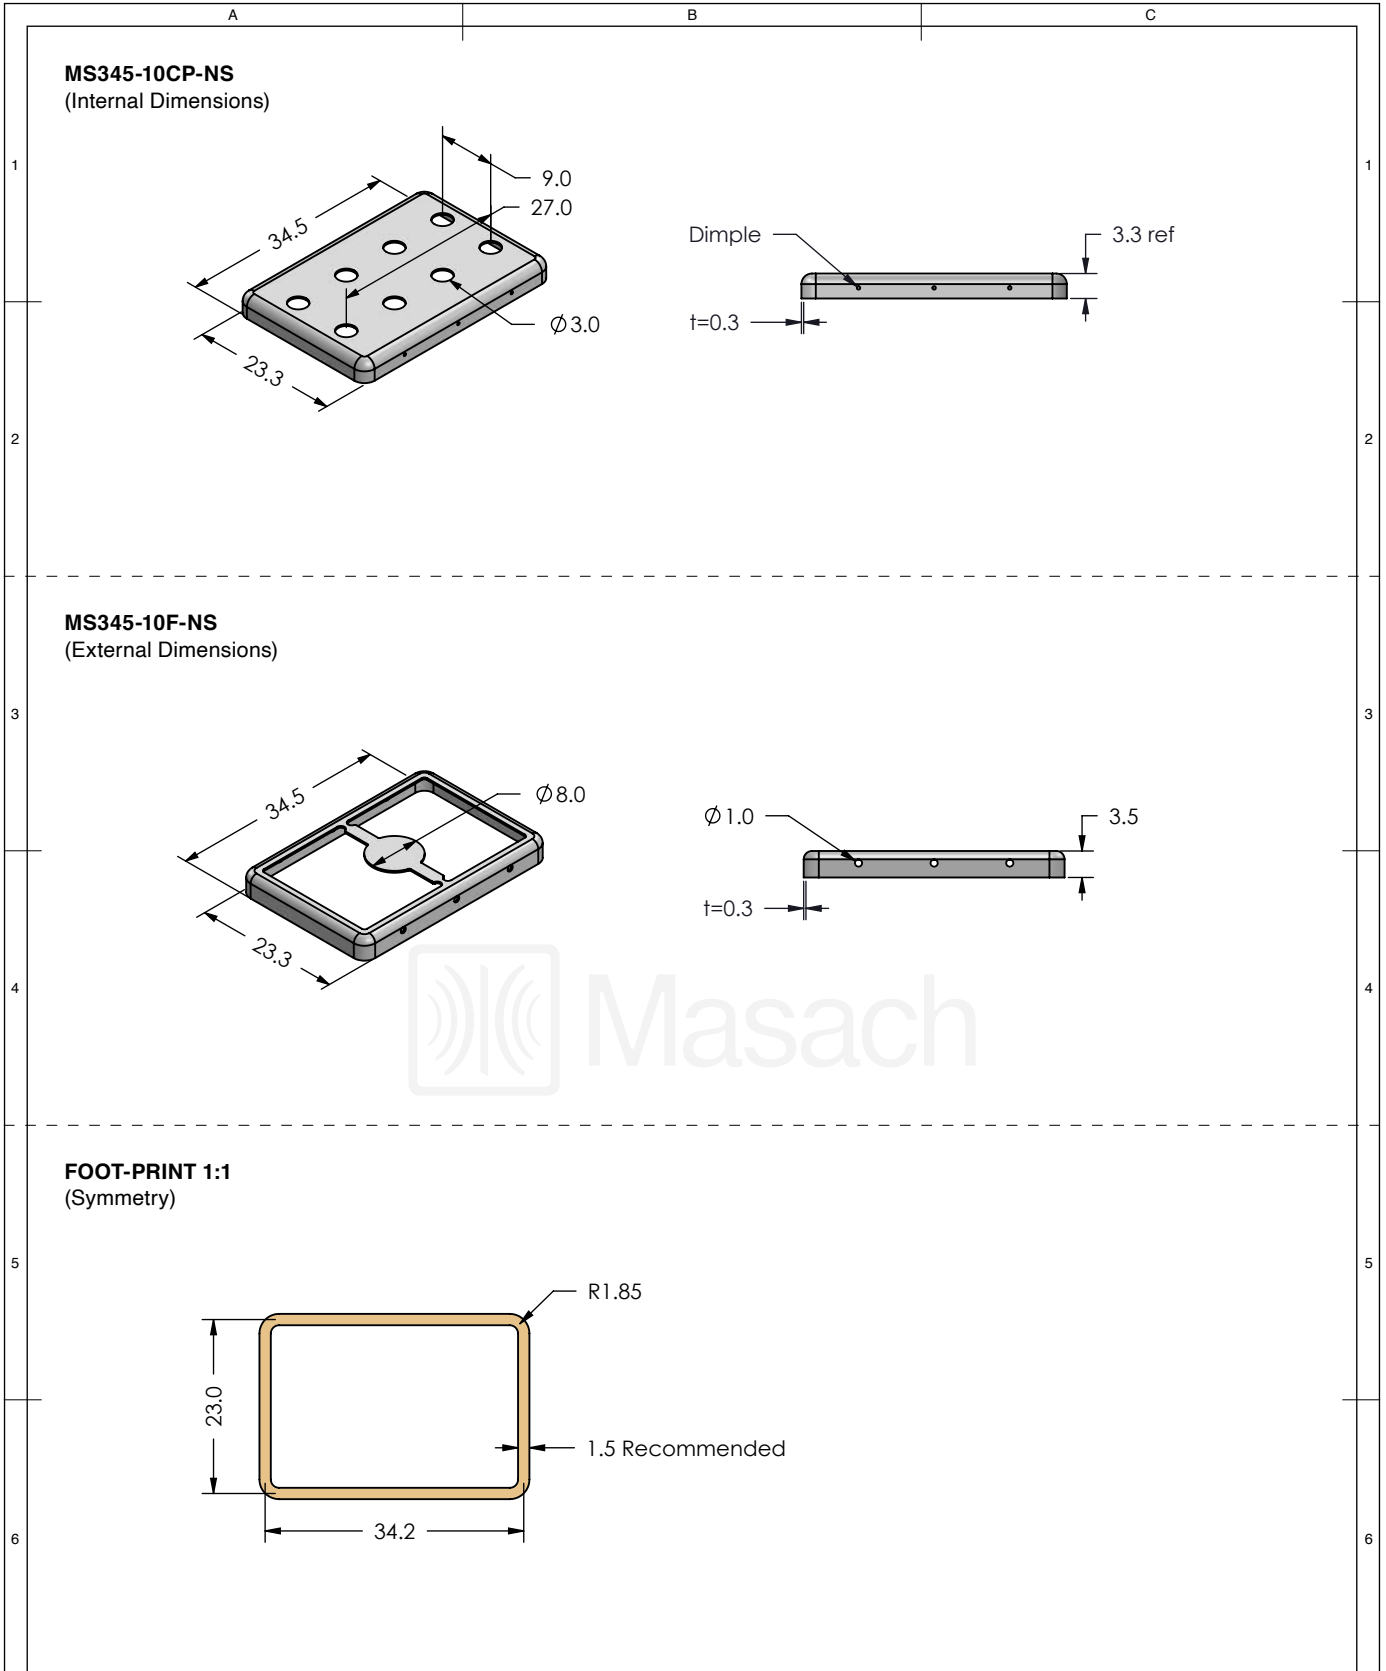 A B C
MS345-10CP-NS
(Internal Dimensions)
1 1
9.0
27.0
34.5
Dimple
3.3 ref
t=0.3
Ø3.0
23.3
2 2
MS345-10F-NS
(External Dimensions)
3 3
34.5
Ø8.0
Ø1.0
3.5
t=0.3
23.3
Masach
4 4
FOOT-PRINT 1:1
(Symmetry)
5 5
R1.85
23.0
1.5 Recommended
34.2
6 6